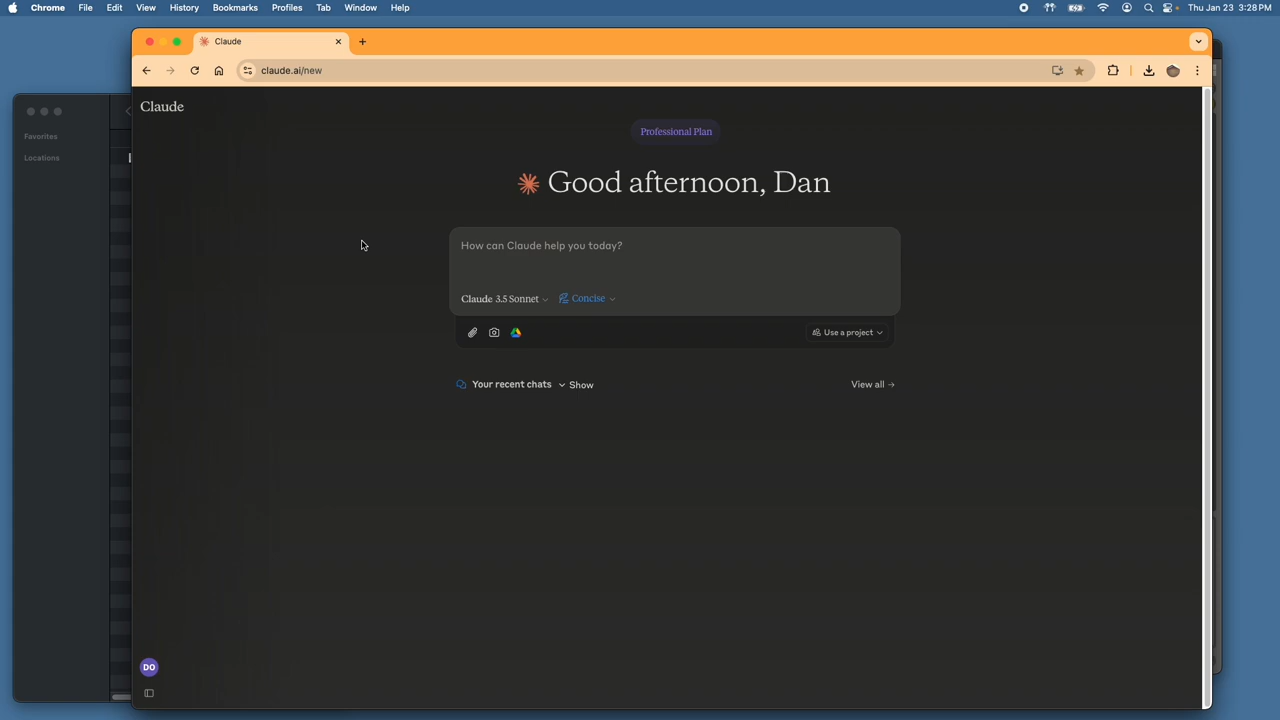 Chrome File Edit View History Bookmarks Profiles Tab Window Help Thu Jan 23 3:28 PM
Claude
claude.ai/new
Favorites
Locations
Claude
Professional Plan
Good afternoon, Dan
How can Claude help you today?
Claude 3.5 Sonnet Concise
Use a project
Your recent chats Show View all →
DO